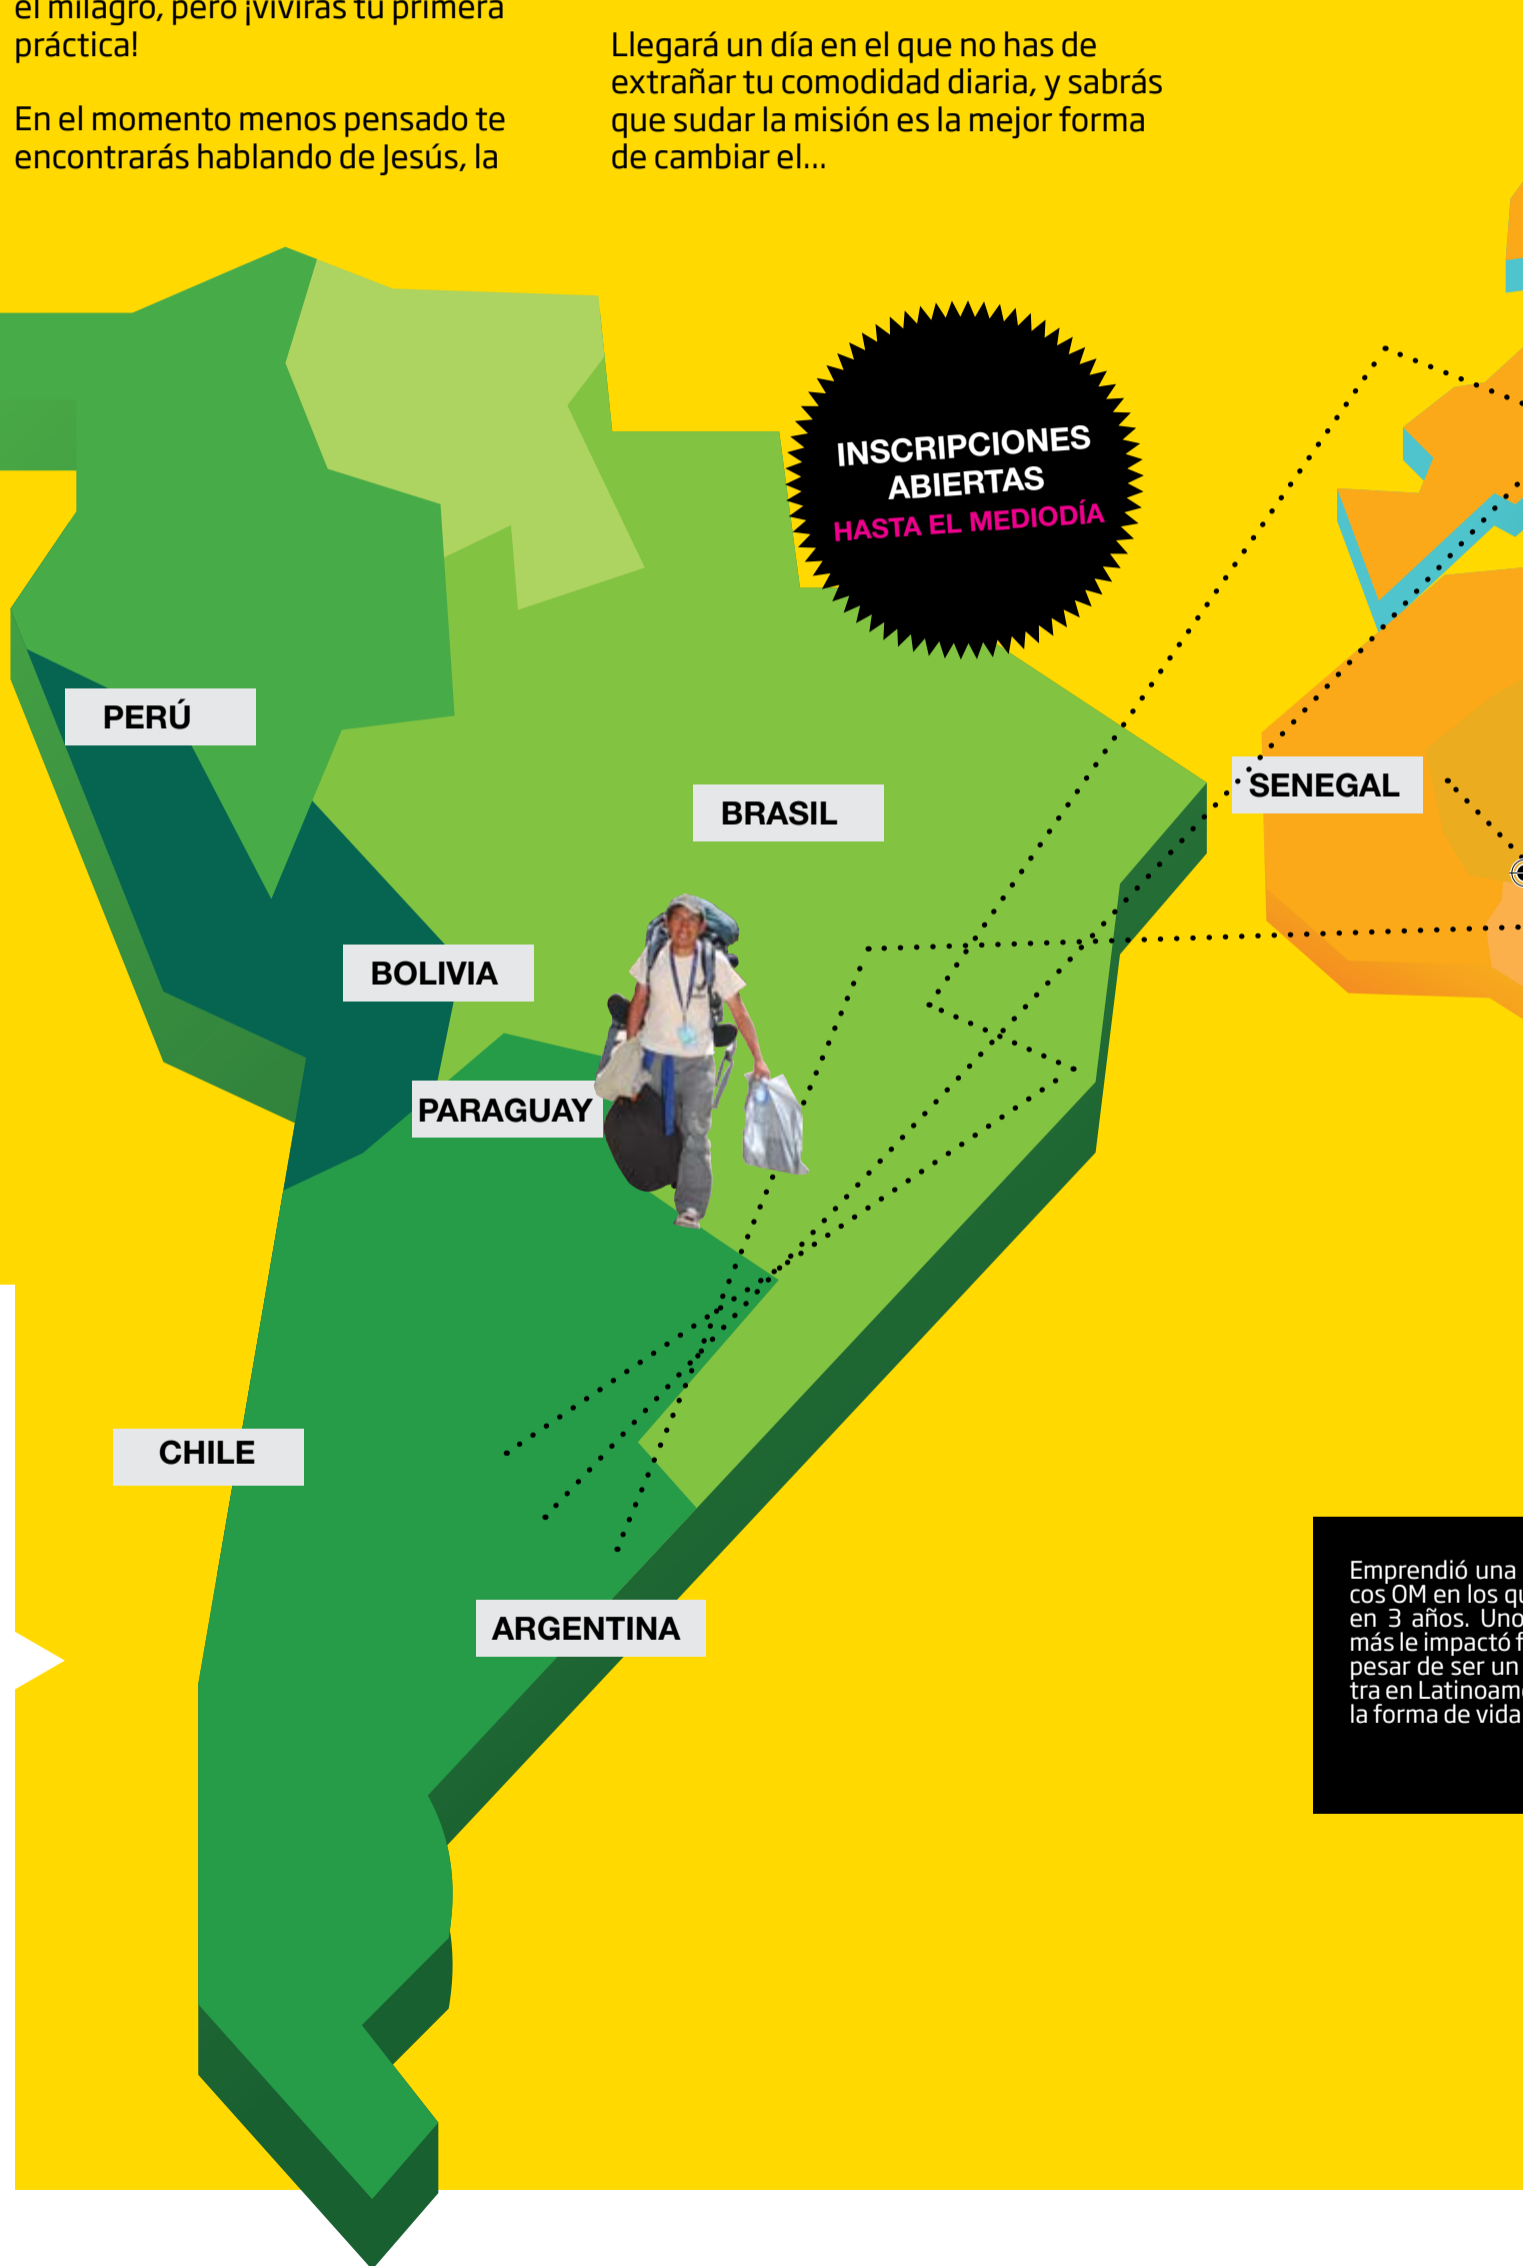 el milagro, pero ¡vivirás tu primera
práctica!
En el momento menos pensado te
encontrarás hablando de Jesús, la
Llegará un día en el que no has de
extrañar tu comodidad diaria, y sabrás
que sudar la misión es la mejor forma
de cambiar el...
INSCRIPCIONES
ABIERTAS
HASTA EL MEDIODÍA
PERÚ
SENEGAL
BRASIL
BOLIVIA
PARAGUAY
CHILE
ARGENTINA
Emprendió una
cos OM en los
en 3 años. Uno
más le impactó
pesar de ser un
tra en
la forma de vida